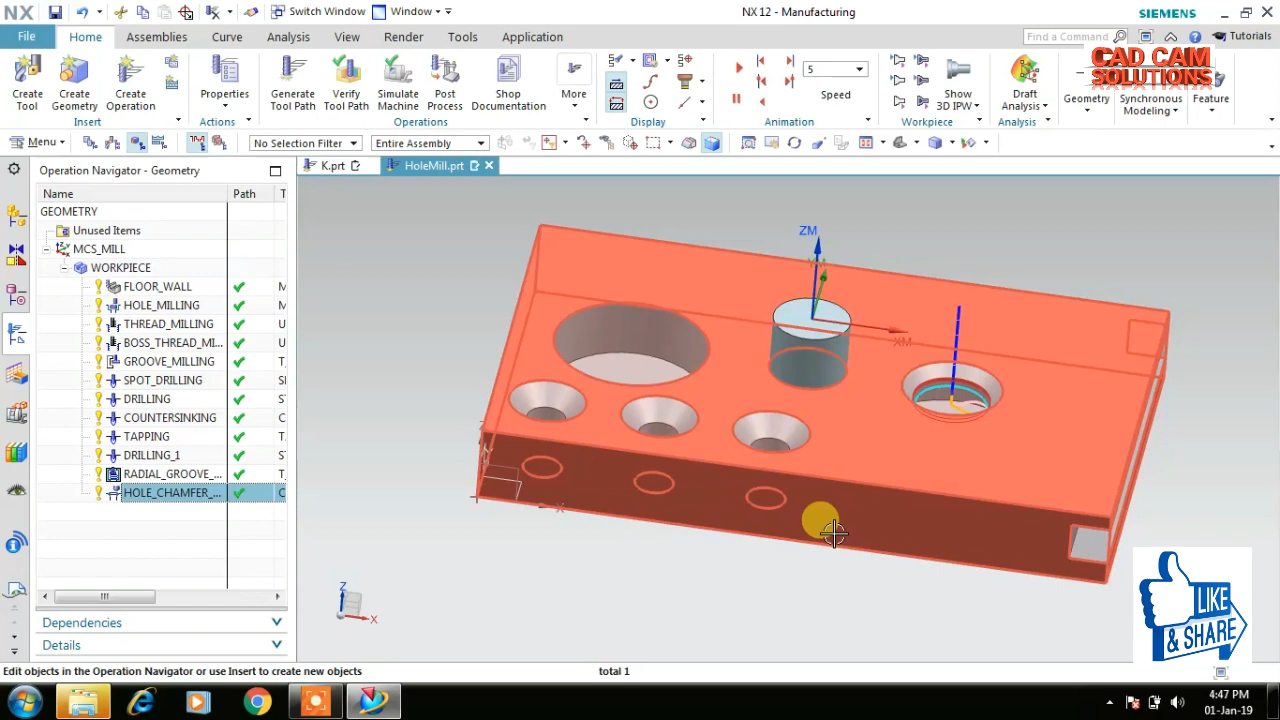 NX
Switch Window
Window
NX 12 - Manufacturing
SIEMENS
File
Home
Assemblies
Curve
Analysis
View
Render
Tools
Application
Find a Command
Tutorials
CAD CAM
SOLUTIONS
Create
Tool
Create
Geometry
Create
Operation
Properties
Generate
Tool Path
Verify
Tool Path
Simulate
Machine
Post
Process
Shop
Documentation
More
5
Speed
Show
3D IPW
Draft
Analysis
Geometry
Synchronous
Modeling
Feature
Insert
Actions
Operations
Display
Animation
Workpiece
Analysis
Menu
No Selection Filter
Entire Assembly
Operation Navigator - Geometry
K.prt
HoleMill.prt
Name
Path
T
GEOMETRY
Unused Items
MCS_MILL
WORKPIECE
FLOOR_WALL
M
HOLE_MILLING
M
THREAD_MILLING
U
BOSS_THREAD_MI...
U
GROOVE_MILLING
T.
SPOT_DRILLING
SI
DRILLING
S
COUNTERSINKING
C
TAPPING
T.
DRILLING_1
S
RADIAL_GROOVE_...
T
HOLE_CHAMFER_...
C
ZM
XM
Z
X
Dependencies
Details
LIKE
& SHARE
Edit objects in the Operation Navigator or use Insert to create new objects
total 1
4:47 PM
01-Jan-19